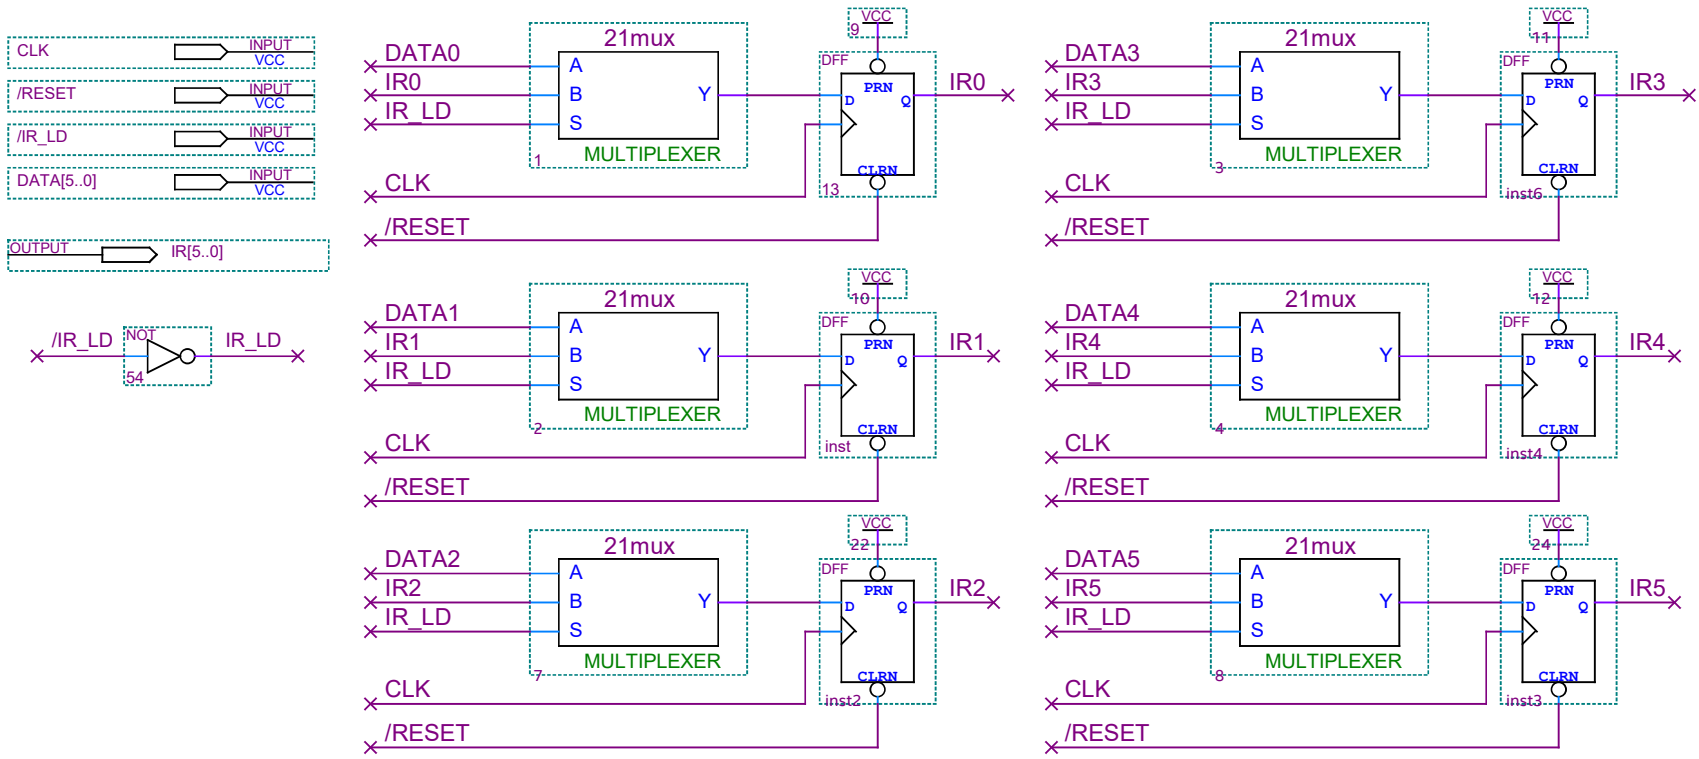 CLK INPUT
VCC
/RESET INPUT
VCC
/IR_LD INPUT
VCC
DATA[5..0] INPUT
VCC
OUTPUT IR[5..0]
/IR_LD NOT IR_LD
54
21mux
DATA0 A
IR0 B Y
IR_LD S
MULTIPLEXER
1
CLK
/RESET
VCC
9
DFF
PRN
D Q
CLRN
13
IR0
21mux
DATA3 A
IR3 B Y
IR_LD S
MULTIPLEXER
3
CLK
/RESET
VCC
11
DFF
PRN
D Q
CLRN
inst6
IR3
21mux
DATA1 A
IR1 B Y
IR_LD S
MULTIPLEXER
2
CLK
/RESET
VCC
10
DFF
PRN
D Q
CLRN
inst
IR1
21mux
DATA4 A
IR4 B Y
IR_LD S
MULTIPLEXER
4
CLK
/RESET
VCC
12
DFF
PRN
D Q
CLRN
inst4
IR4
21mux
DATA2 A
IR2 B Y
IR_LD S
MULTIPLEXER
7
CLK
/RESET
VCC
22
DFF
PRN
D Q
CLRN
inst2
IR2
21mux
DATA5 A
IR5 B Y
IR_LD S
MULTIPLEXER
8
CLK
/RESET
VCC
24
DFF
PRN
D Q
CLRN
inst3
IR5